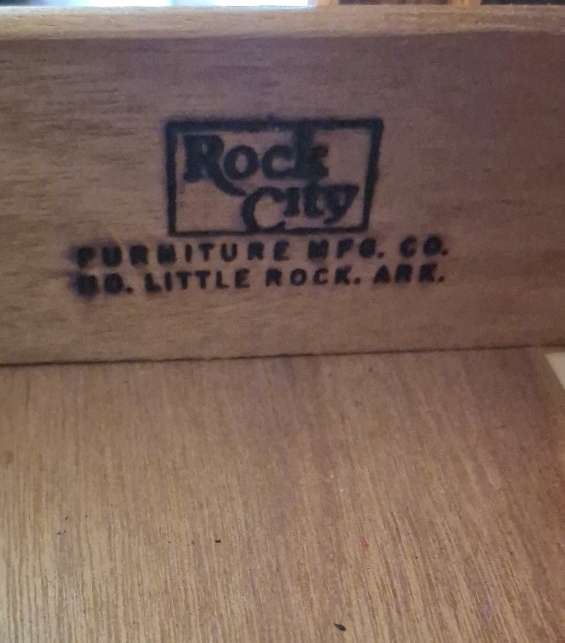 Rock
City
FURNITURE MFG. CO.
NO. LITTLE ROCK. ARK.